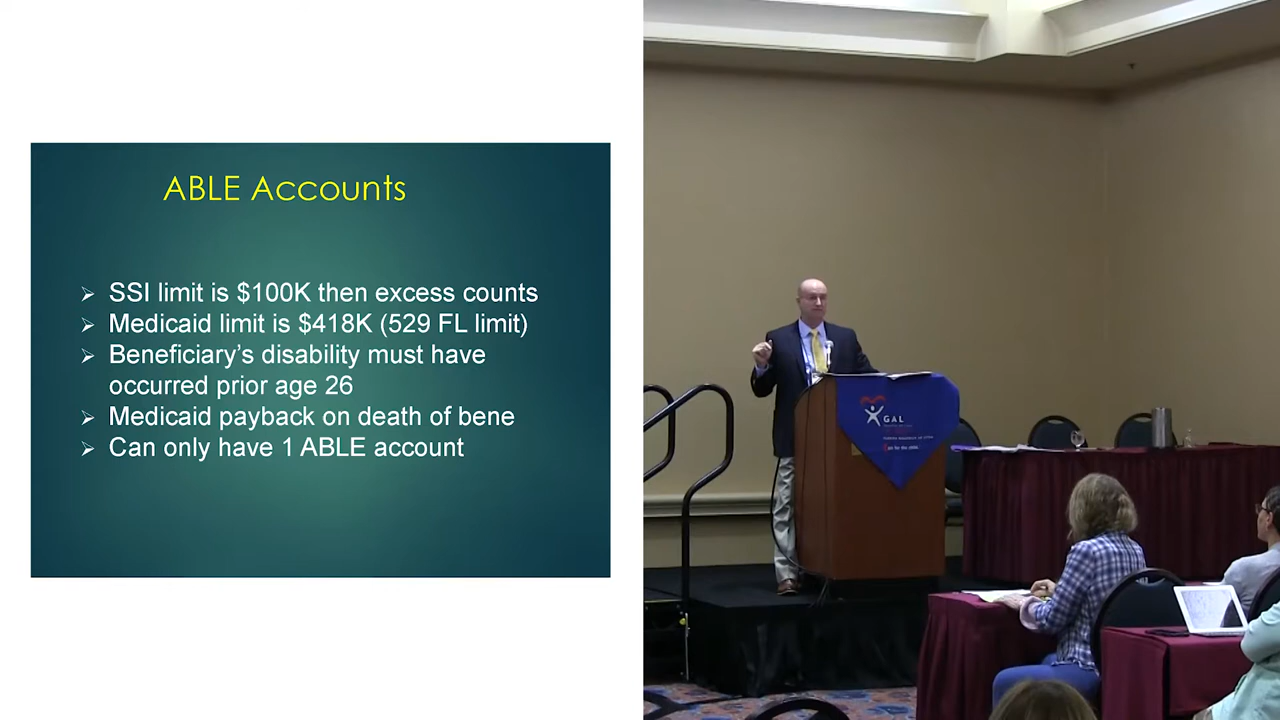 ABLE Accounts
SSI limit is $100K then excess counts
Medicaid limit is $418K (529 FL limit)
Beneficiary's disability must have
occurred prior age 26
Medicaid payback on death of bene
Can only have 1 ABLE account
GAL